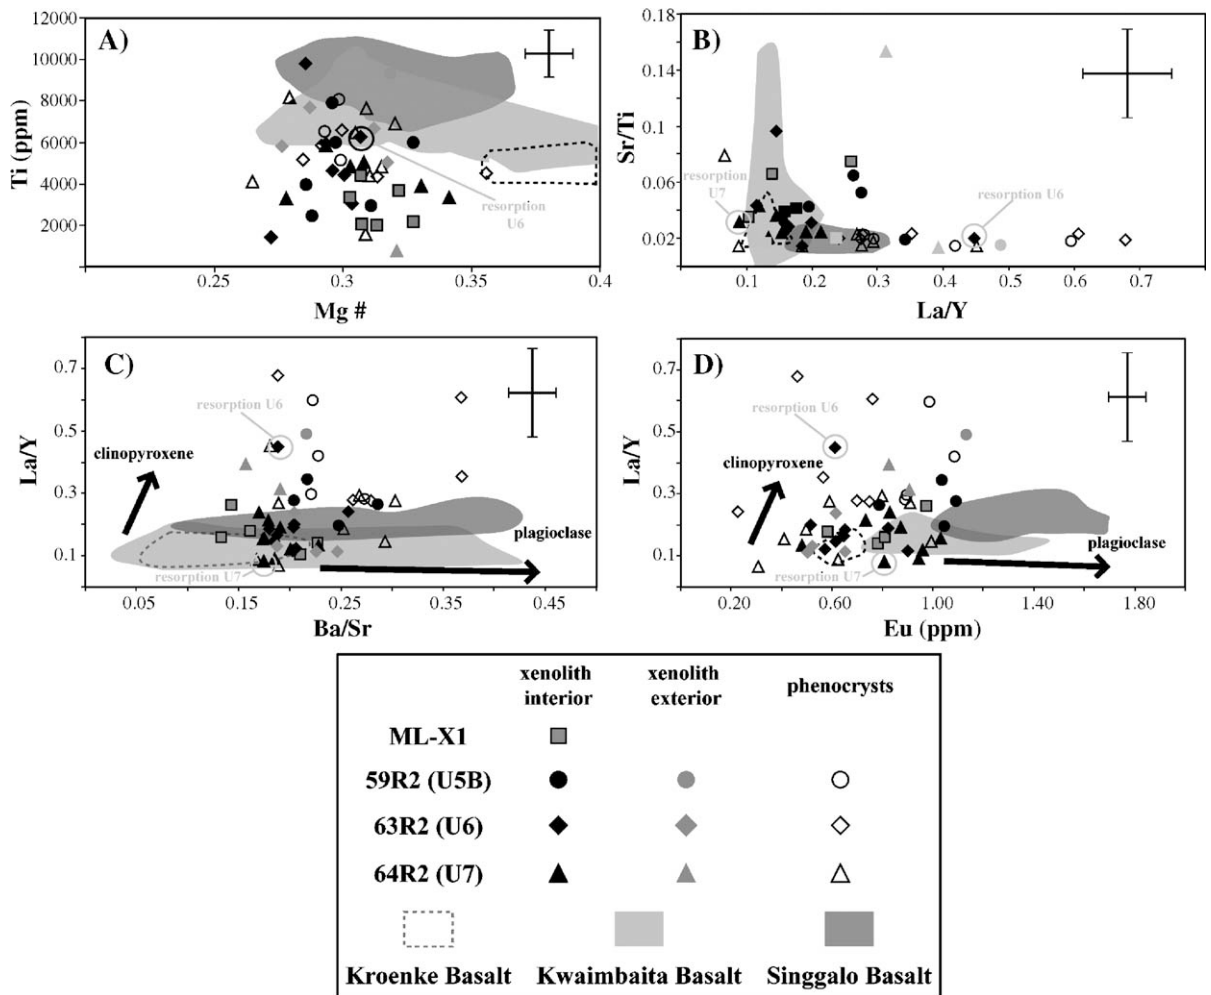 A)
12000
10000
8000
6000
4000
2000
Ti (ppm)
resorption
U6
0.25
0.3
0.35
0.4
Mg #
B)
0.18
0.14
0.1
0.06
0.02
Sr/Ti
resorption
U7
resorption
U6
0.1
0.2
0.3
0.4
0.5
0.6
0.7
La/Y
C)
0.7
0.5
0.3
0.1
La/Y
resorption U6
clinopyroxene
plagioclase
resorption U7
0.05
0.15
0.25
0.35
0.45
Ba/Sr
D)
0.7
0.5
0.3
0.1
La/Y
resorption U6
clinopyroxene
plagioclase
resorption U7
0.20
0.60
1.00
1.40
1.80
Eu (ppm)
xenolith interior
xenolith exterior
phenocrysts
ML-X1
59R2 (U5B)
63R2 (U6)
64R2 (U7)
Kroenke Basalt
Kwaimbaita Basalt
Singgalo Basalt